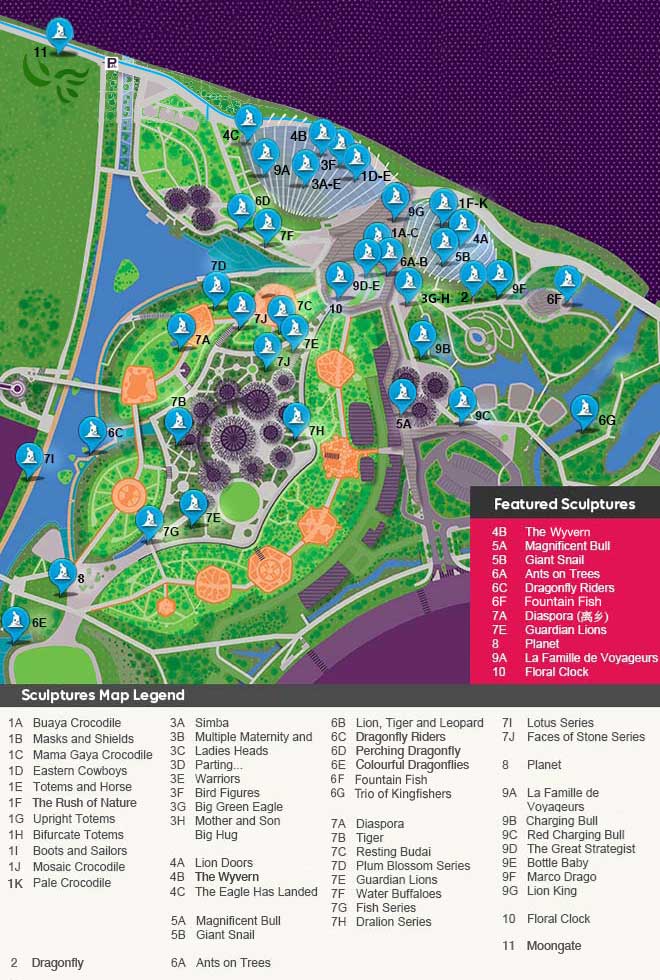 11
P
4C
4B
9A
3F
3A-E
1D-E
6D
7F
9G
1F-K
4A
1A-C
5B
6A-B
7D
9D-E
3G-H
2
9F
6F
10
7J
7C
7A
7E
7J
9B
7B
7H
5A
9C
6G
6C
7I
7E
7G
8
6E
Featured Sculptures
4B The Wyvern
5A Magnificent Bull
5B Giant Snail
6A Ants on Trees
6C Dragonfly Riders
6F Fountain Fish
7A Diaspora (离乡)
7E Guardian Lions
8 Planet
9A La Famille de Voyageurs
10 Floral Clock
Sculptures Map Legend
1A Buaya Crocodile
1B Masks and Shields
1C Mama Gaya Crocodile
1D Eastern Cowboys
1E Totems and Horse
1F The Rush of Nature
1G Upright Totems
1H Bifurcate Totems
1I Boots and Sailors
1J Mosaic Crocodile
1K Pale Crocodile
2 Dragonfly
3A Simba
3B Multiple Maternity and
3C Ladies Heads
3D Parting...
3E Warriors
3F Bird Figures
3G Big Green Eagle
3H Mother and Son
Big Hug
4A Lion Doors
4B The Wyvern
4C The Eagle Has Landed
5A Magnificent Bull
5B Giant Snail
6A Ants on Trees
6B Lion, Tiger and Leopard
6C Dragonfly Riders
6D Perching Dragonfly
6E Colourful Dragonflies
6F Fountain Fish
6G Trio of Kingfishers
7A Diaspora
7B Tiger
7C Resting Budai
7D Plum Blossom Series
7E Guardian Lions
7F Water Buffaloes
7G Fish Series
7H Dralion Series
7I Lotus Series
7J Faces of Stone Series
8 Planet
9A La Famille de
Voyaqeurs
9B Charging Bull
9C Red Charging Bull
9D The Great Strategist
9E Bottle Baby
9F Marco Drago
9G Lion King
10 Floral Clock
11 Moongate